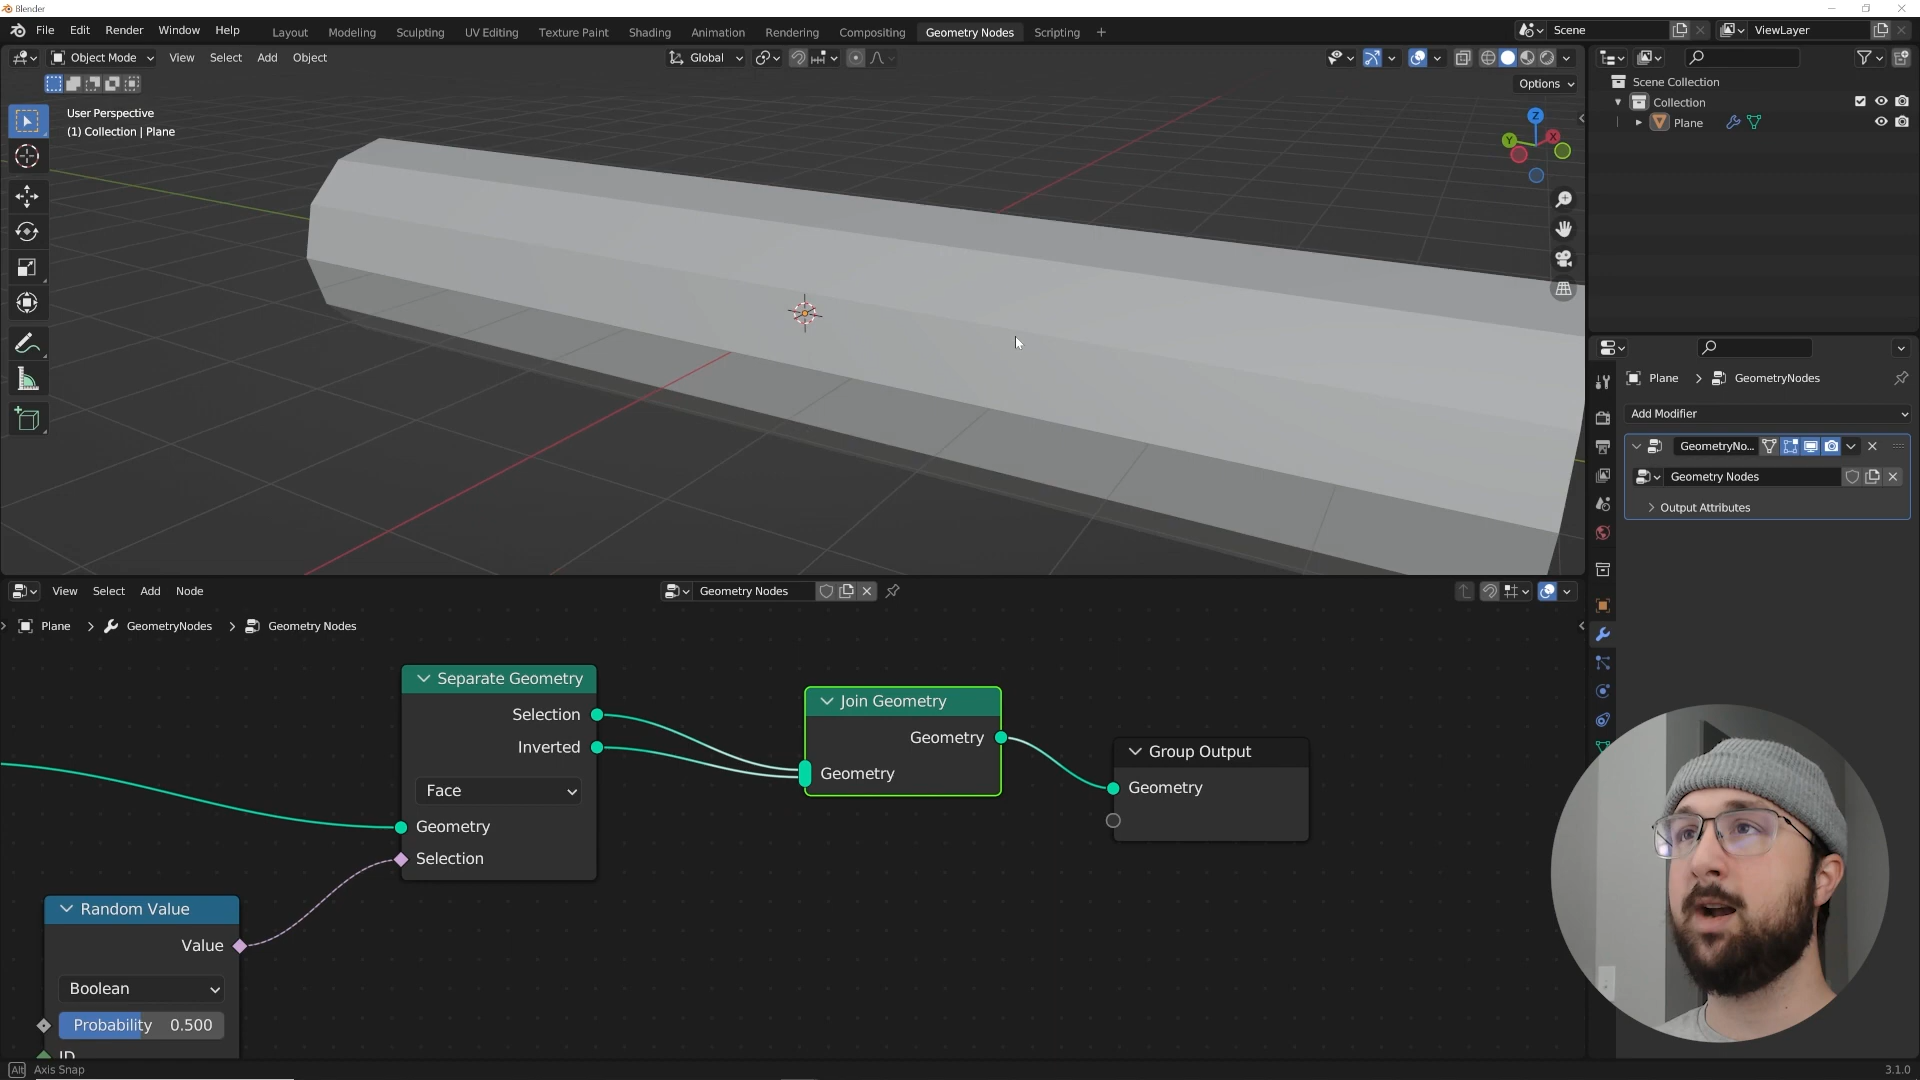 Blender
File Edit Render Window Help
Layout Modeling Sculpting UV Editing Texture Paint Shading Animation Rendering Compositing Geometry Nodes Scripting +
Scene
ViewLayer
Object Mode View Select Add Object
Global
Options
User Perspective
(1) Collection | Plane
Z
Y
X
Scene Collection
Collection
Plane
Plane > GeometryNodes
Add Modifier
GeometryNo...
Geometry Nodes
Output Attributes
View Select Add Node
Geometry Nodes
Plane > GeometryNodes > Geometry Nodes
Separate Geometry
Selection
Inverted
Face
Geometry
Selection
Join Geometry
Geometry
Geometry
Group Output
Geometry
Random Value
Value
Boolean
Probability 0.500
ID
Alt Axis Snap
3.1.0